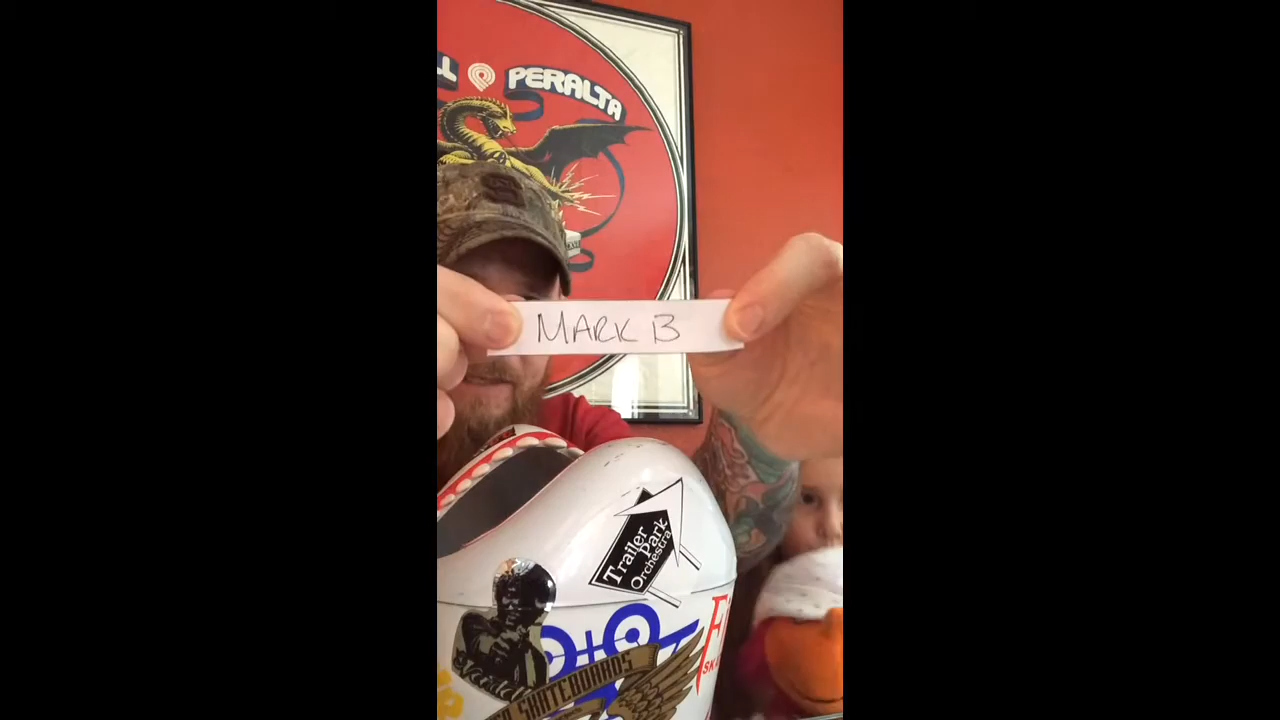 PERALTA
MARK B
Trailer
Park
Orchestra
SKATEBOARDS